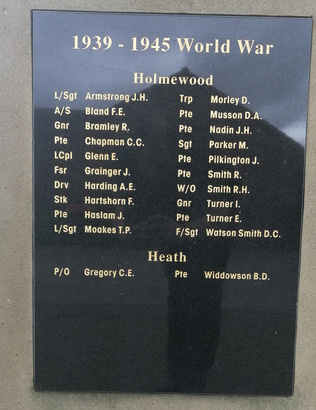 1939 - 1945 World War
Holmewood
L/Sgt Armstrong J.H. Trp Morley D.
A/S Bland F.E. Pte Musson D.A.
Gnr Bramley R. Pte Nadin J.H.
Pte Chapman C.C. Sgt Parker M.
LCpl Glenn E. Pte Pilkington J.
Fsr Grainger J. Pte Smith R.
Drv Harding A.E. W/O Smith R.H.
Stk Hartshorn F. Gnr Turner I.
Pte Haslam J. Pte Turner E.
L/Sgt Moakes T.P. F/Sgt Watson Smith D.C.
Heath
P/O Gregory C.E. Pte Widdowson B.D.